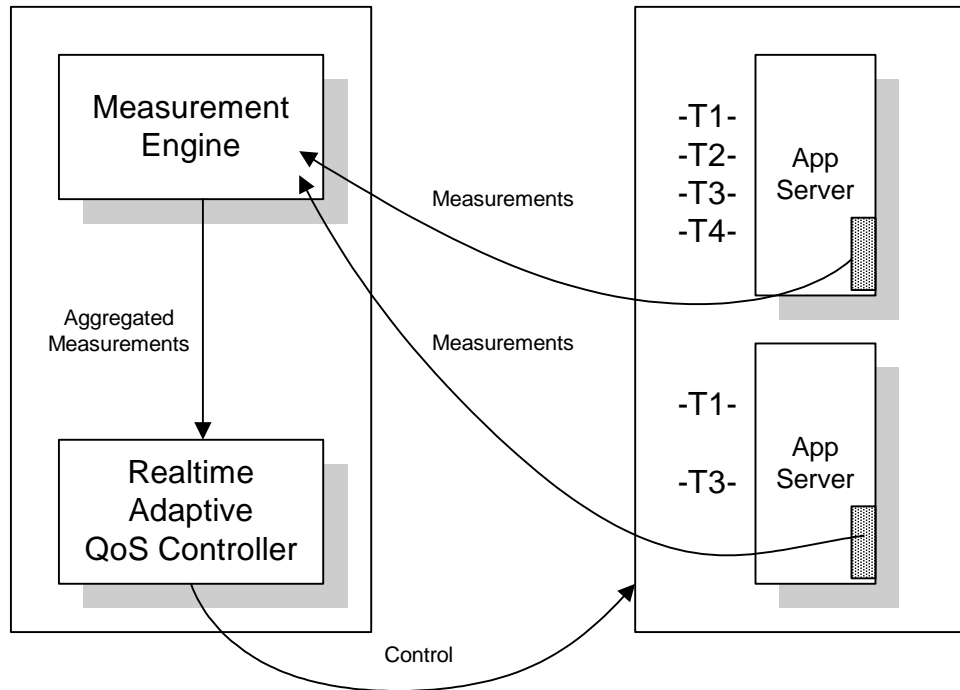 Measurement
Engine
Aggregated
Measurements
Realtime
Adaptive
QoS Controller
Measurements
Measurements
Control
-T1-
-T2-
-T3-
-T4-
App
Server
-T1-
-T3-
App
Server